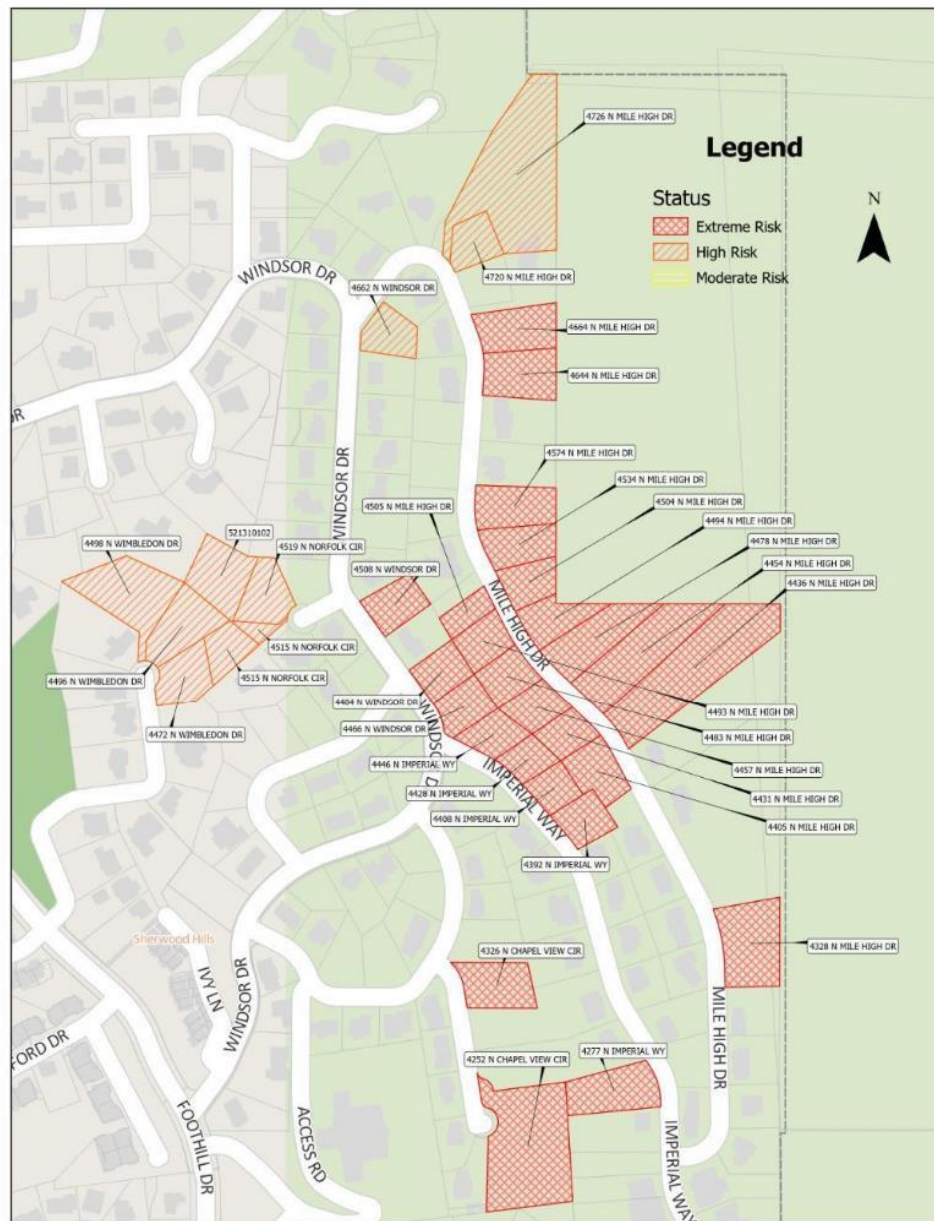 4726 N MILE HIGH DR
Legend
Status
Extreme Risk
High Risk
Moderate Risk
N
4720 N MILE HIGH DR
WINDSOR DR
4662 N WINDSOR DR
4664 N MILE HIGH DR
4644 N MILE HIGH DR
DR
WINDSOR DR
4574 N MILE HIGH DR
4534 N MILE HIGH DR
4505 N MILE HIGH DR
4504 N MILE HIGH DR
4494 N MILE HIGH DR
4478 N MILE HIGH DR
4454 N MILE HIGH DR
4436 N MILE HIGH DR
521310102
4498 N WIMBLEDON DR
4519 N NORFOLK CIR
4508 N WINDSOR DR
MILE HIGH DR
4515 N NORFOLK CIR
4515 N NORFOLK CIR
4496 N WIMBLEDON DR
4472 N WIMBLEDON DR
4484 N WINDSOR DR
4466 N WINDSOR DR
WINDSOR D
4446 N IMPERIAL WY
4428 N IMPERIAL WY
4408 N IMPERIAL WY
IMPERIAL WAY
4392 N IMPERIAL WY
4493 N MILE HIGH DR
4483 N MILE HIGH DR
4457 N MILE HIGH DR
4431 N MILE HIGH DR
4405 N MILE HIGH DR
4328 N MILE HIGH DR
Sherwood Hills
IVY LN
WINDSOR DR
4326 N CHAPEL VIEW CIR
4252 N CHAPEL VIEW CIR
4277 N IMPERIAL WY
MILE HIGH DR
FORD DR
FOOTHILL DR
ACCESS RD
IMPERIAL WAY